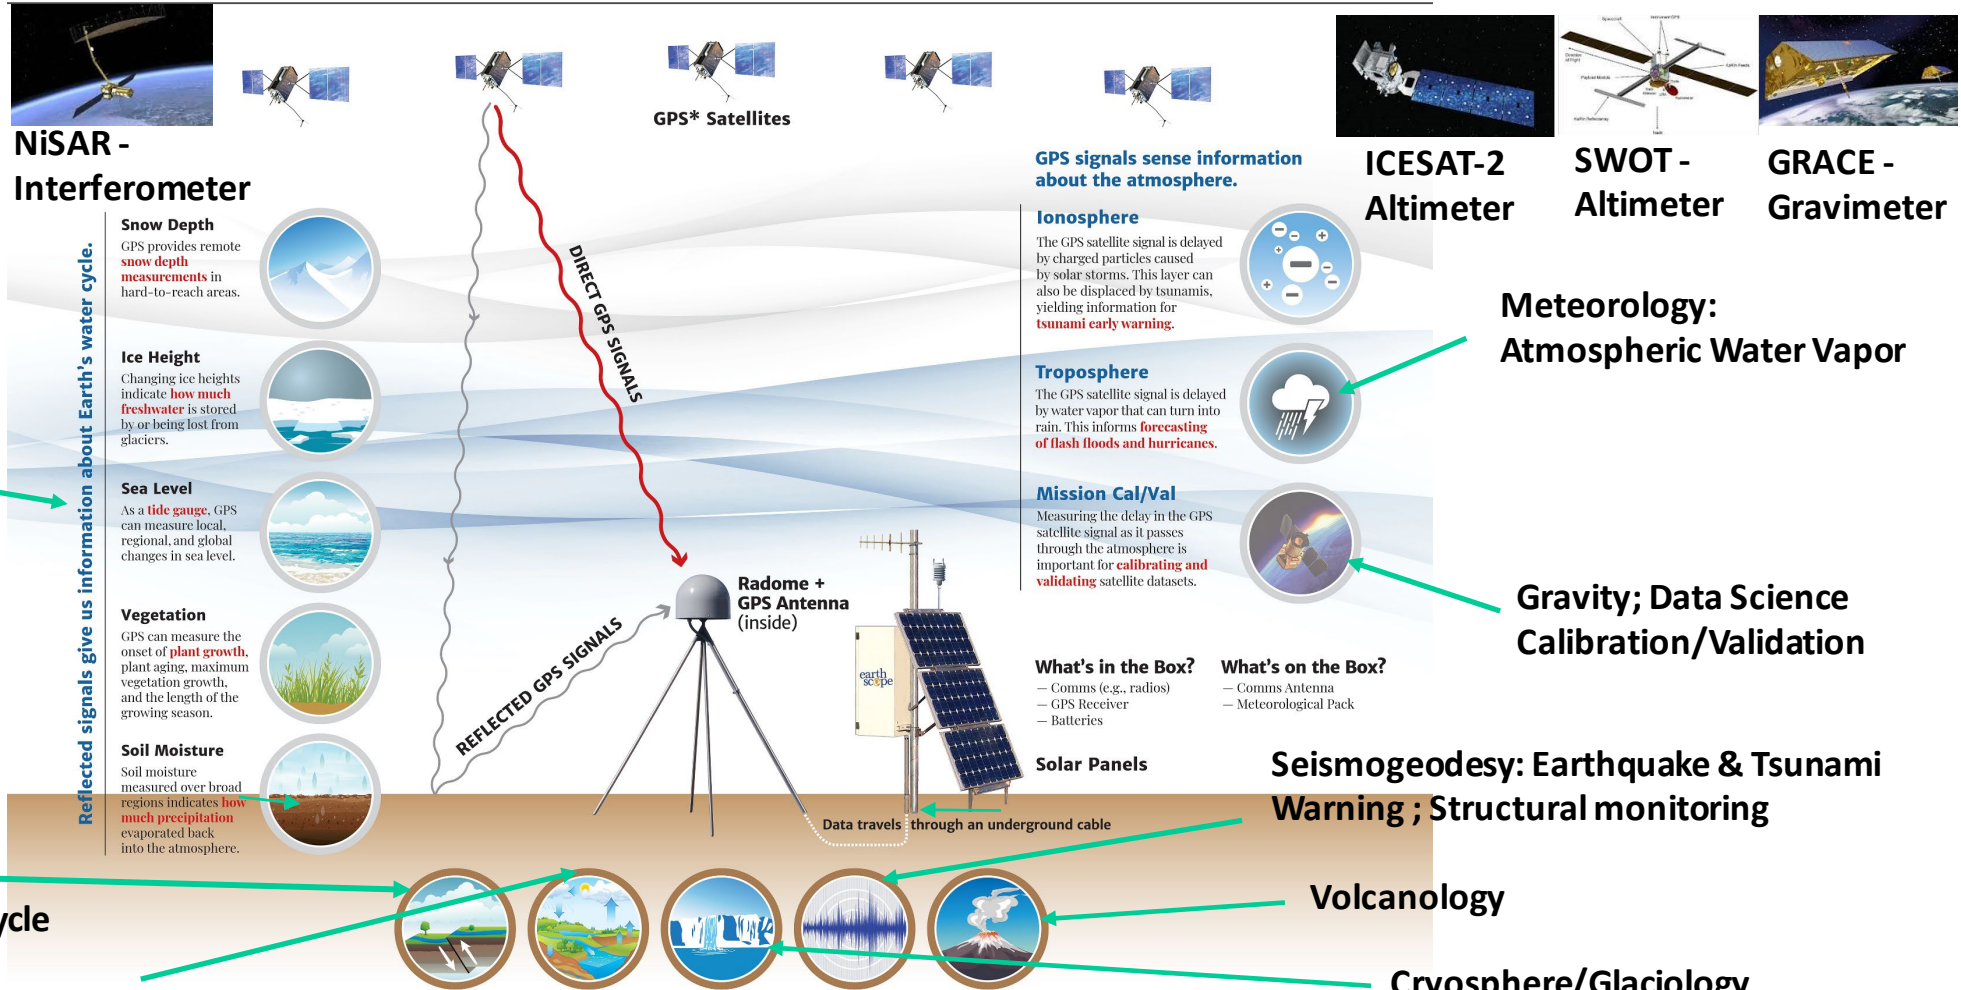 GPS* Satellites
NiSAR -
Interferometer
ICESAT-2
Altimeter
SWOT -
Altimeter
GRACE -
Gravimeter
Reflected signals give us information about Earth's water cycle.
Snow Depth
GPS provides remote
snow depth
measurements in
hard-to-reach areas.
Ice Height
Changing ice heights
indicate how much
freshwater is stored
by or being lost from
glaciers.
Sea Level
As a tide gauge, GPS
can measure local,
regional, and global
changes in sea level.
Vegetation
GPS can measure the
onset of plant growth,
plant aging, maximum
vegetation growth,
and the length of the
growing season.
Soil Moisture
Soil moisture
measured over broad
regions indicates how
much precipitation
evaporated back
into the atmosphere.
DIRECT GPS SIGNALS
REFLECTED GPS SIGNALS
Radome +
GPS Antenna
(inside)
earth
scope
GPS signals sense information
about the atmosphere.
Ionosphere
The GPS satellite signal is delayed
by charged particles caused
by solar storms. This layer can
also be displaced by tsunamis,
yielding information for
tsunami early warning.
Troposphere
The GPS satellite signal is delayed
by water vapor that can turn into
rain. This informs forecasting
of flash floods and hurricanes.
Mission Cal/Val
Measuring the delay in the GPS
satellite signal as it passes
through the atmosphere is
important for calibrating and
validating satellite datasets.
What's in the Box?
— Comms (e.g., radios)
— GPS Receiver
— Batteries
What's on the Box?
— Comms Antenna
— Meteorological Pack
Solar Panels
Data travels through an underground cable
Meteorology:
Atmospheric Water Vapor
Gravity; Data Science
Calibration/Validation
Seismogeodesy: Earthquake & Tsunami
Warning ; Structural monitoring
Volcanology
Cryosphere/Glaciology
ycle